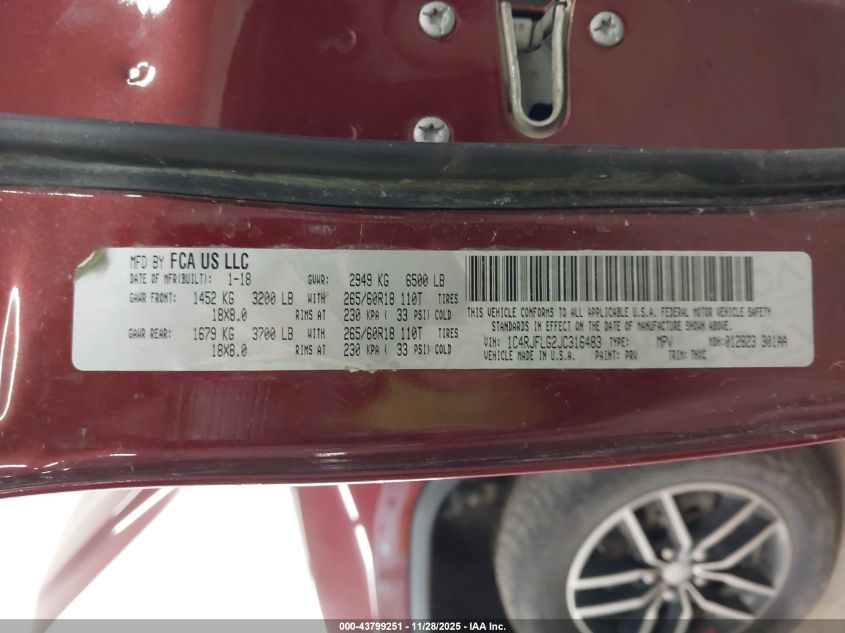 MFD BY FCA US LLC
DATE OF MFR(BUILT): 1-18 GVWR: 2949 KG 6500 LB
GAWR FRONT: 1452 KG 3200 LB WITH 265/60R18 110T TIRES
18X8.0 RIMS AT 230 KPA ( 33 PSI) COLD
GAWR REAR: 1679 KG 3700 LB WITH 265/60R18 110T TIRES
18X8.0 RIMS AT 230 KPA ( 33 PSI) COLD
THIS VEHICLE CONFORMS TO ALL APPLICABLE U.S.A. FEDERAL MOTOR VEHICLE SAFETY
STANDARDS IN EFFECT ON THE DATE OF MANUFACTURE SHOWN ABOVE.
VIN: 1C4RJFLG2JC316483 TYPE: MPV MDH: 012623 301AA
VEHICLE MADE IN U.S.A. PAINT: PRV TRIM:
000-43799251 | 11/28/2025 - IAA Inc.